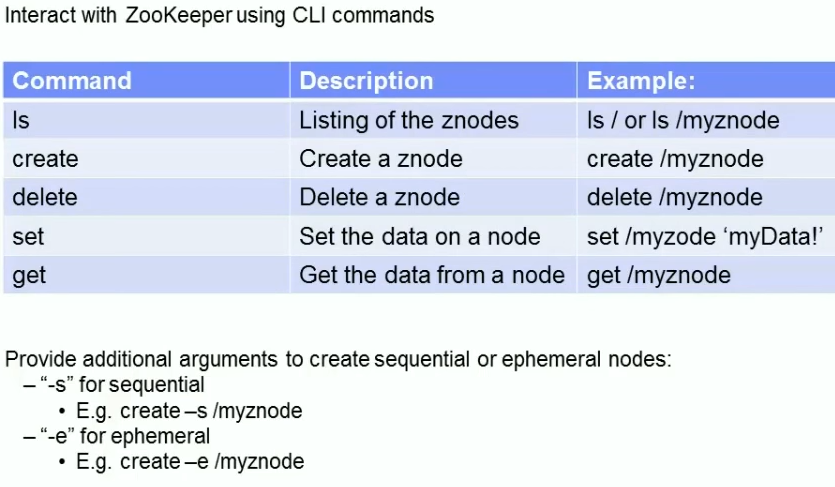 Interact with ZooKeeper using CLI commands
Command Description Example:
ls Listing of the znodes ls / or ls /myznode
create Create a znode create /myznode
delete Delete a znode delete /myznode
set Set the data on a node set /myzode ‘myData!’
get Get the data from a node get /myznode
Provide additional arguments to create sequential or ephemeral nodes:
– “-s” for sequential
• E.g. create –s /myznode
– “-e” for ephemeral
• E.g. create –e /myznode